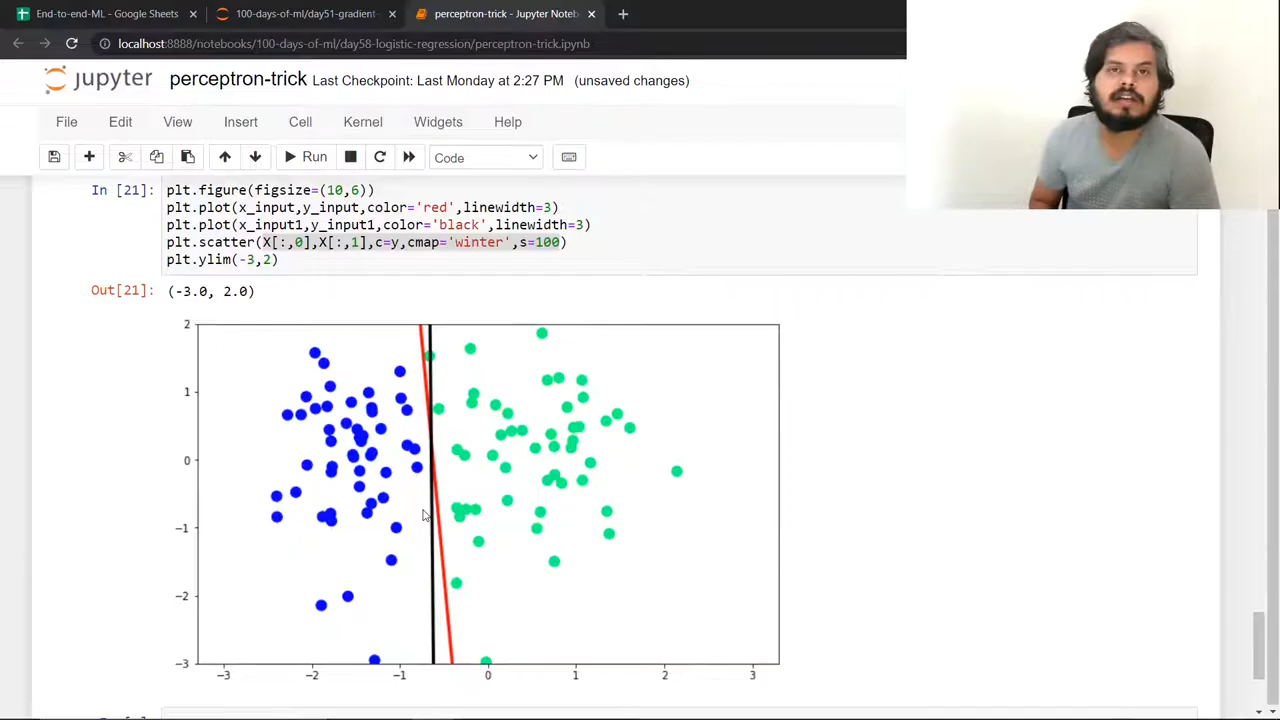 End-to-end-ML - Google Sheets
100-days-of-ml/day51-gradient
perceptron-trick - Jupyter Noteb
localhost:8888/notebooks/100-days-of-ml/day58-logistic-regression/perceptron-trick.ipynb
jupyter perceptron-trick Last Checkpoint: Last Monday at 2:27 PM (unsaved changes)
File Edit View Insert Cell Kernel Widgets Help
Run Code
In [21]: plt.figure(figsize=(10,6))
plt.plot(x_input,y_input,color='red',linewidth=3)
plt.plot(x_input1,y_input1,color='black',linewidth=3)
plt.scatter(X[:,0],X[:,1],c=y,cmap='winter',s=100)
plt.ylim(-3,2)
Out[21]: (-3.0, 2.0)
2
1
0
−1
−2
−3
−3 −2 −1 0 1 2 3